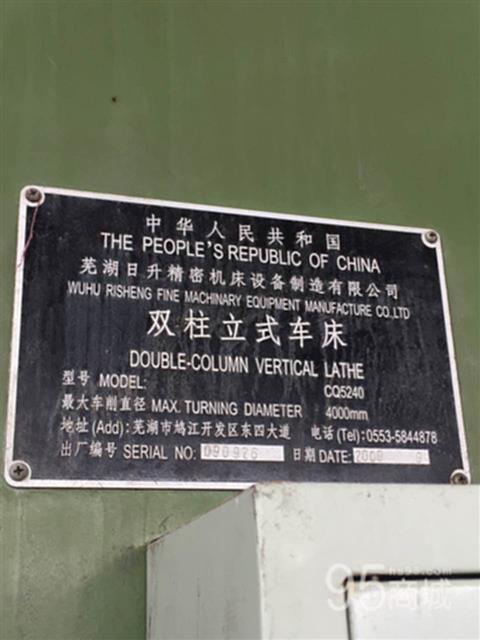 中华人民共和国
THE PEOPLE'S REPUBLIC OF CHINA
芜湖日升精密机床设备制造有限公司
WUHU RISHENG FINE MACHINARY EQUIPMENT MANUFACTURE CO.,LTD
双柱立式车床
DOUBLE-COLUMN VERTICAL LATHE
型号 MODEL: CQ5240
最大车削直径 MAX. TURNING DIAMETER 4000mm
地址 (Add): 芜湖市鸠江开发区东四大道 电话 (Tel): 0553-5844878
出厂编号 SERIAL NO: 090926 日期 DATE: 2009 9
95商城